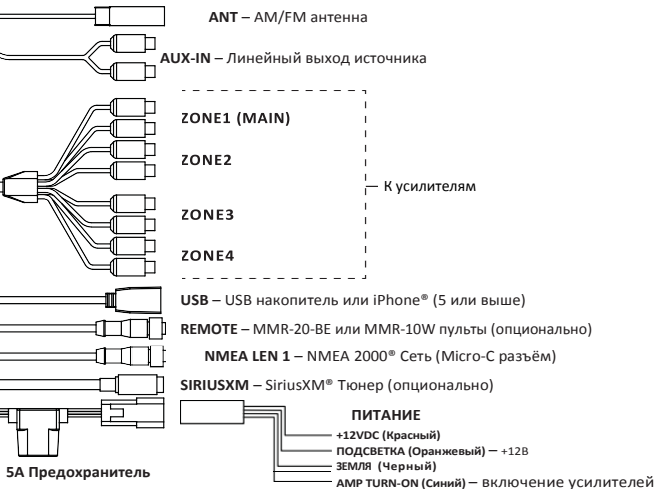 ANT – AM/FM антенна
AUX-IN – Линейный выход источника
ZONE1 (MAIN)
ZONE2
К усилителям
ZONE3
ZONE4
USB – USB накопитель или iPhone® (5 или выше)
REMOTE – MMR-20-BE или MMR-10W пульты (опционально)
NMEA LEN 1 – NMEA 2000® Сеть (Micro-C разъём)
SIRIUSXM – SiriusXM® Тюнер (опционально)
ПИТАНИЕ
+12VDC (Красный)
ПОДСВЕТКА (Оранжевый) — +12В
ЗЕМЛЯ (Черный)
5А Предохранитель
AMP TURN-ON (Синий) — включение усилителей